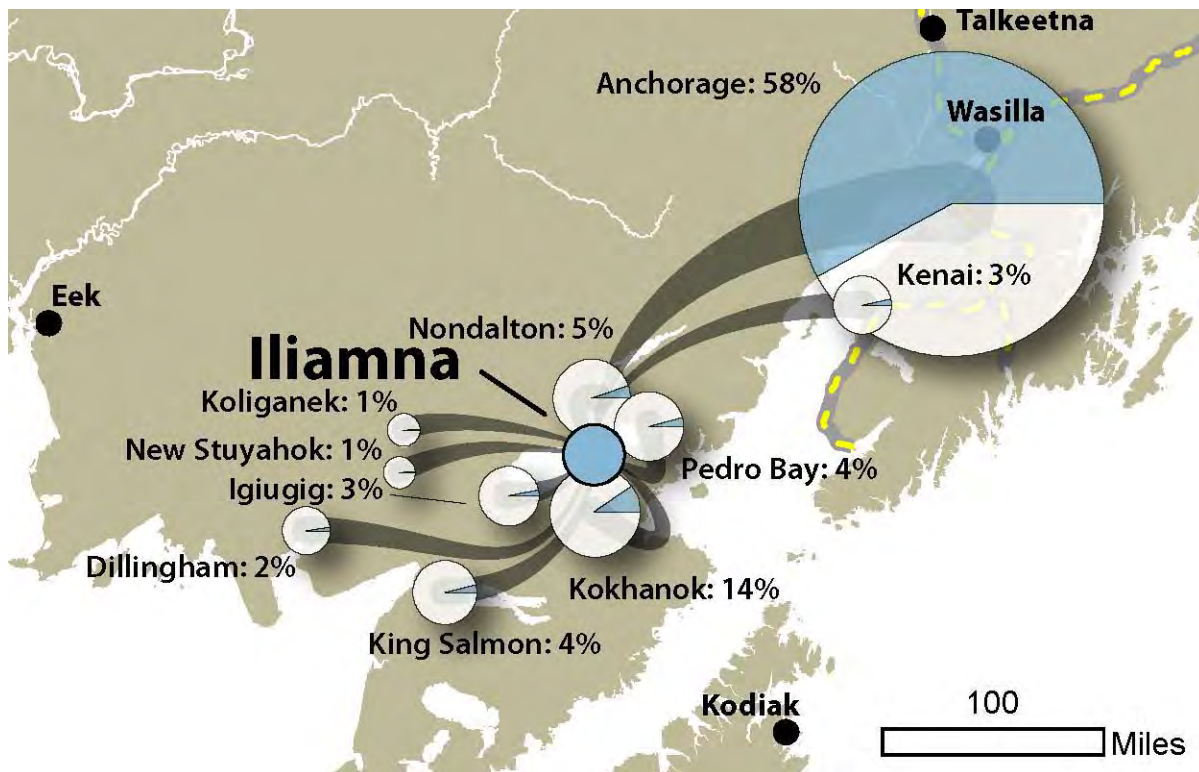 Talkeetna
Anchorage: 58%
Wasilla
Kenai: 3%
Eek
Nondalton: 5%
Iliamna
Koliganek: 1%
New Stuyahok: 1%
Pedro Bay: 4%
Igiugig: 3%
Dillingham: 2%
Kokhanok: 14%
King Salmon: 4%
Kodiak
100
Miles